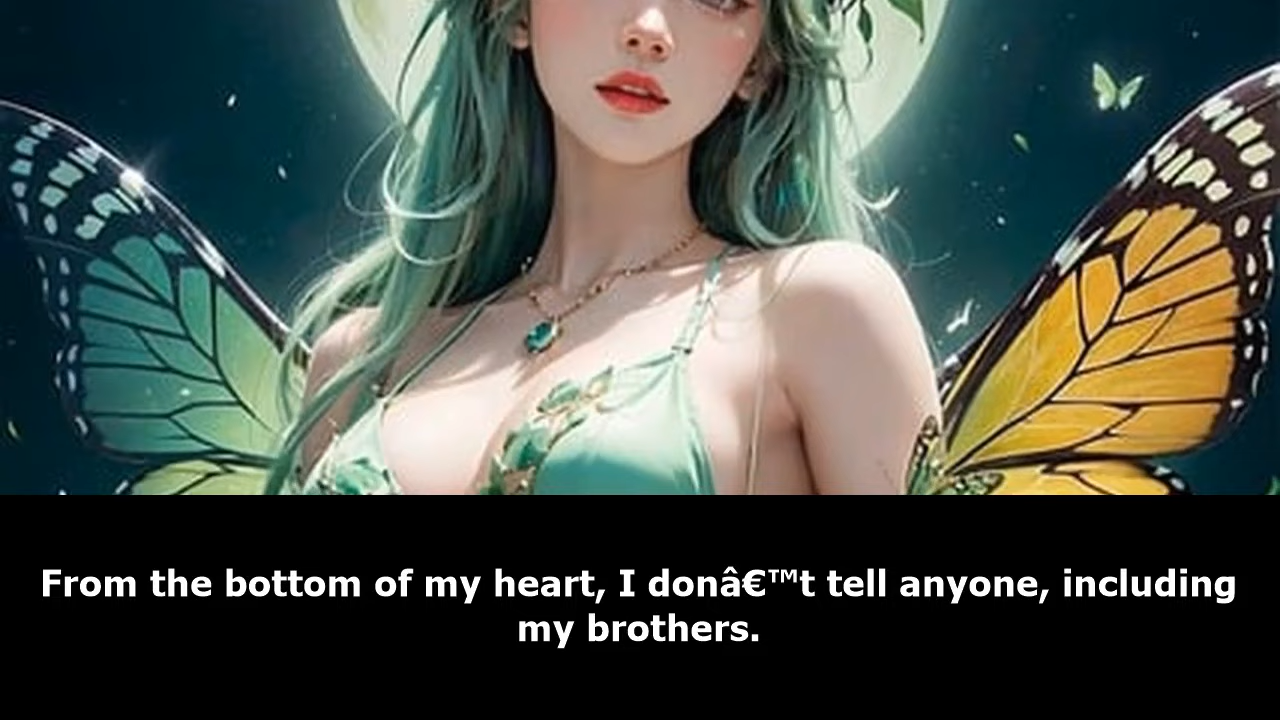 From the bottom of my heart, I donâ€™t tell anyone, including
my brothers.